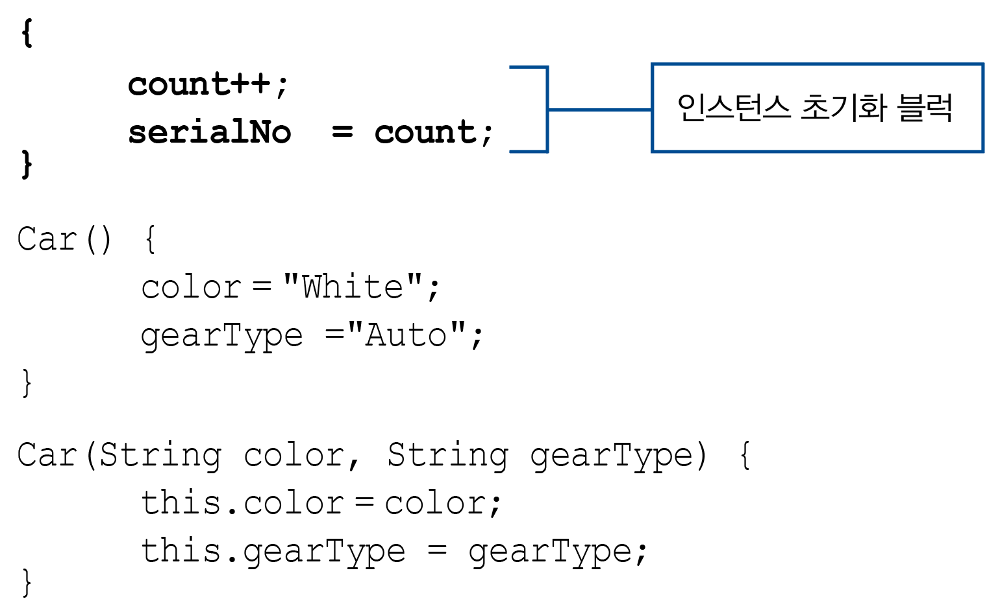 {
count++;
serialNo = count;
}
인스턴스 초기화 블럭
Car() {
color = "White";
gearType ="Auto";
}
Car(String color, String gearType) {
this.color = color;
this.gearType = gearType;
}